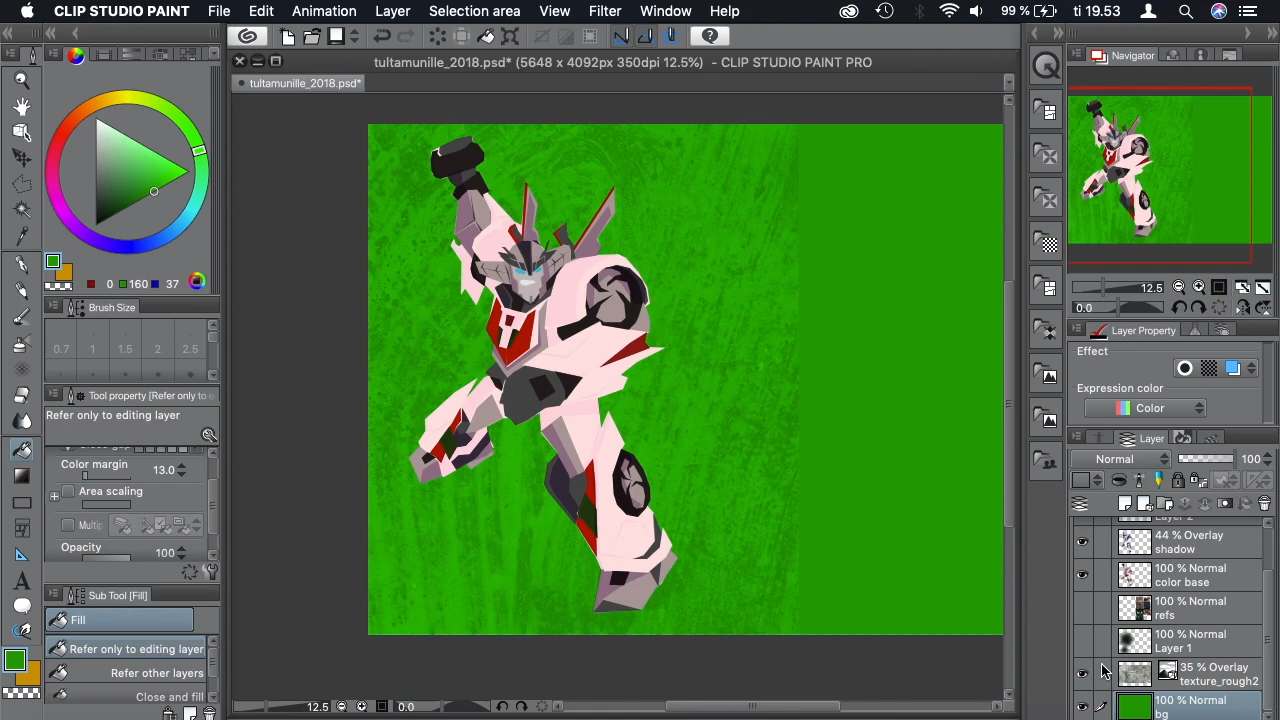 CLIP STUDIO PAINT File Edit Animation Layer Selection area View Filter Window Help 99 % ti 19.53
tultamunille_2018.psd* (5648 x 4092px 350dpi 12.5%) - CLIP STUDIO PAINT PRO
tultamunille_2018.psd*
0 160 37
Brush Size
0.7 1 1.5 2 2.5
Tool property [Refer only to e
Refer only to editing layer
Color margin 13.0
Area scaling
Multip
Opacity 100
Sub Tool [Fill]
Fill
Refer only to editing layer
Refer other layers
Close and fill
12.5 0.0
Navigator
12.5
0.0
Layer Property
Effect
Expression color
Color
Layer
Normal 100
Layer 2
44 % Overlay
shadow
100 % Normal
color base
100 % Normal
refs
100 % Normal
Layer 1
35 % Overlay
texture_rough2
100 % Normal
bg